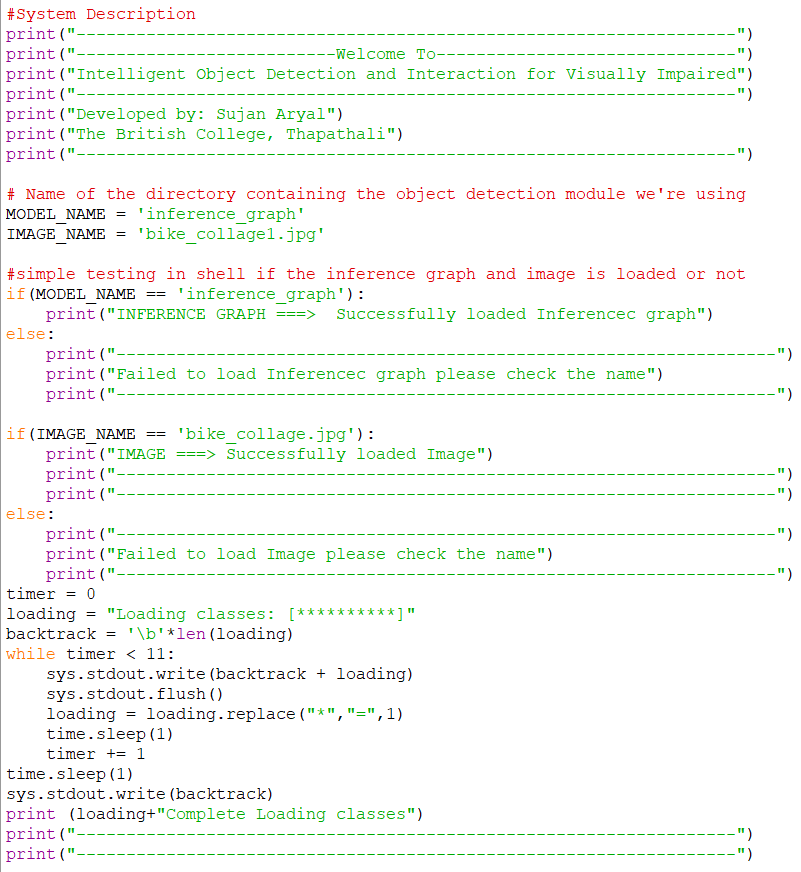 #System Description
print("------------------------------------------------------------------")
print("--------------------------Welcome To------------------------------")
print("Intelligent Object Detection and Interaction for Visually Impaired")
print("------------------------------------------------------------------")
print("Developed by: Sujan Aryal")
print("The British College, Thapathali")
print("------------------------------------------------------------------")

# Name of the directory containing the object detection module we're using
MODEL_NAME = 'inference_graph'
IMAGE_NAME = 'bike_collage1.jpg'

#simple testing in shell if the inference graph and image is loaded or not
if(MODEL_NAME == 'inference_graph'):
    print("INFERENCE GRAPH ===>  Successfully loaded Inferencec graph")
else:
    print("------------------------------------------------------------------")
    print("Failed to load Inferencec graph please check the name")
    print("------------------------------------------------------------------")

if(IMAGE_NAME == 'bike_collage.jpg'):
    print("IMAGE ===> Successfully loaded Image")
    print("------------------------------------------------------------------")
    print("------------------------------------------------------------------")
else:
    print("------------------------------------------------------------------")
    print("Failed to load Image please check the name")
    print("------------------------------------------------------------------")
timer = 0
loading = "Loading classes: [**********]"
backtrack = '\b'*len(loading)
while timer < 11:
    sys.stdout.write(backtrack + loading)
    sys.stdout.flush()
    loading = loading.replace("*","=",1)
    time.sleep(1)
    timer += 1
time.sleep(1)
sys.stdout.write(backtrack)
print (loading+"Complete Loading classes")
print("------------------------------------------------------------------")
print("------------------------------------------------------------------")